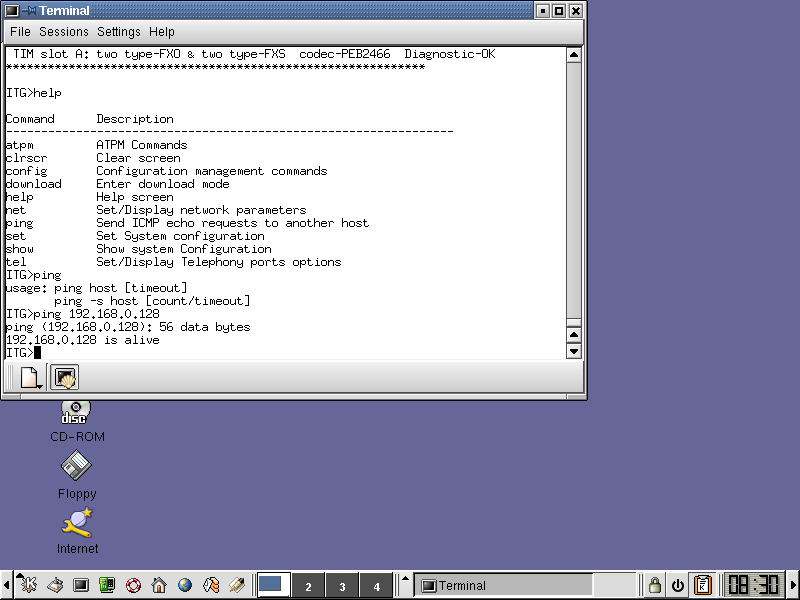 Terminal
File Sessions Settings Help
TIM slot A: two type-FXO & two type-FXS codec-PEB2466 Diagnostic-OK
************************************************************
ITG>help
Command Description
----------------------------------------------------------------
atpm ATPM Commands
clrscr Clear screen
config Configuration management commands
download Enter download mode
help Help screen
net Set/Display network parameters
ping Send ICMP echo requests to another host
set Set System configuration
show Show system Configuration
tel Set/Display Telephony ports options
ITG>ping
usage: ping host [timeout]
ping -s host [count/timeout]
ITG>ping 192.168.0.128
ping (192.168.0.128): 56 data bytes
192.168.0.128 is alive
ITG>
disc
CD-ROM
Floppy
Internet
K 2 3 4 Terminal 08:30